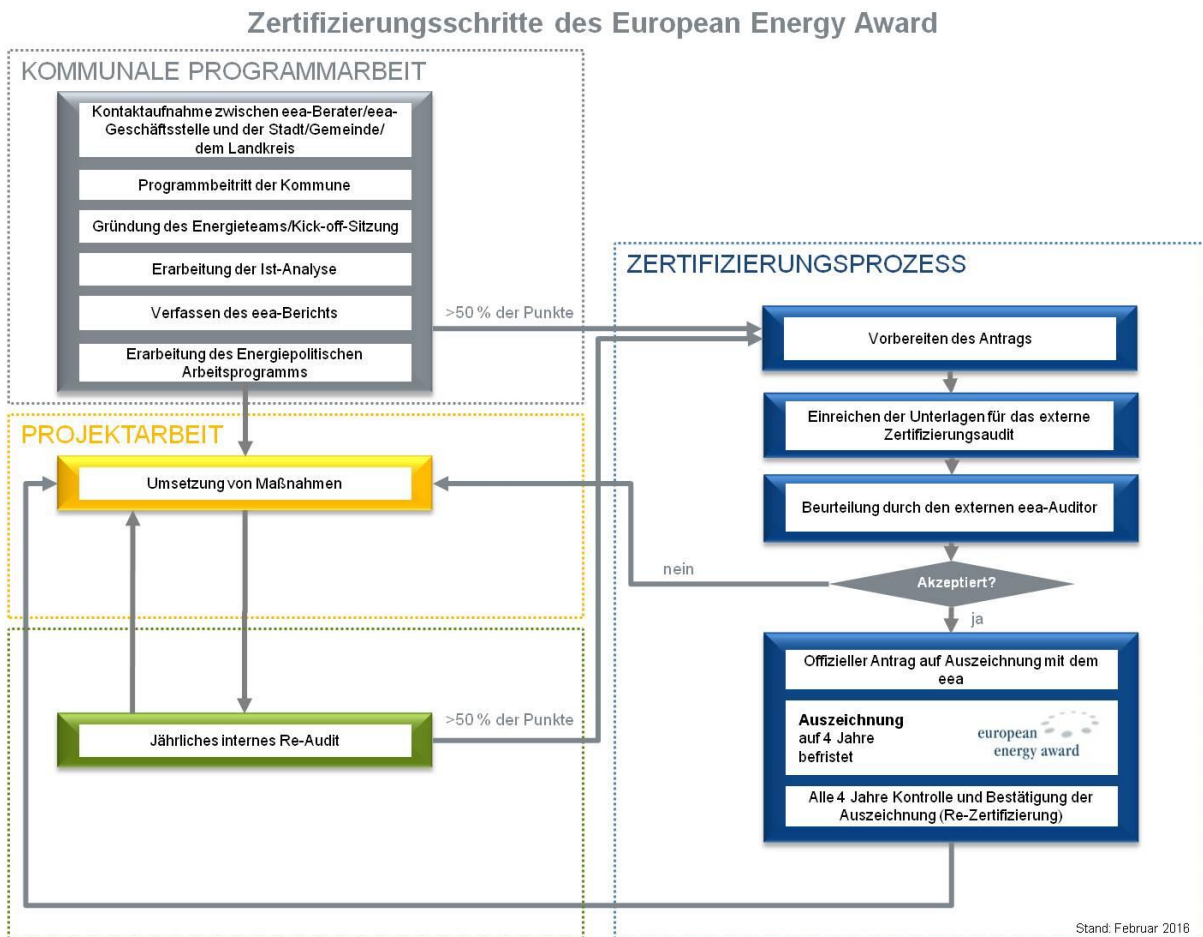 Zertifizierungsschritte des European Energy Award
KOMMUNALE PROGRAMMARBEIT
Kontaktaufnahme zwischen eea-Berater/eea-
Geschäftsstelle und der Stadt/Gemeinde/
dem Landkreis
Programmbeitritt der Kommune
Gründung des Energieteams/Kick-off-Sitzung
Erarbeitung der Ist-Analyse
Verfassen des eea-Berichts
Erarbeitung des Energiepolitischen
Arbeitsprogramms
>50 % der Punkte
PROJEKTARBEIT
Umsetzung von Maßnahmen
Jährliches internes Re-Audit
>50 % der Punkte
ZERTIFIZIERUNGSPROZESS
Vorbereiten des Antrags
Einreichen der Unterlagen für das externe
Zertifizierungsaudit
Beurteilung durch den externen eea-Auditor
nein
Akzeptiert?
ja
Offizieller Antrag auf Auszeichnung mit dem
eea
Auszeichnung
auf 4 Jahre
befristet
european
energy award
Alle 4 Jahre Kontrolle und Bestätigung der
Auszeichnung (Re-Zertifizierung)
Stand: Februar 2016